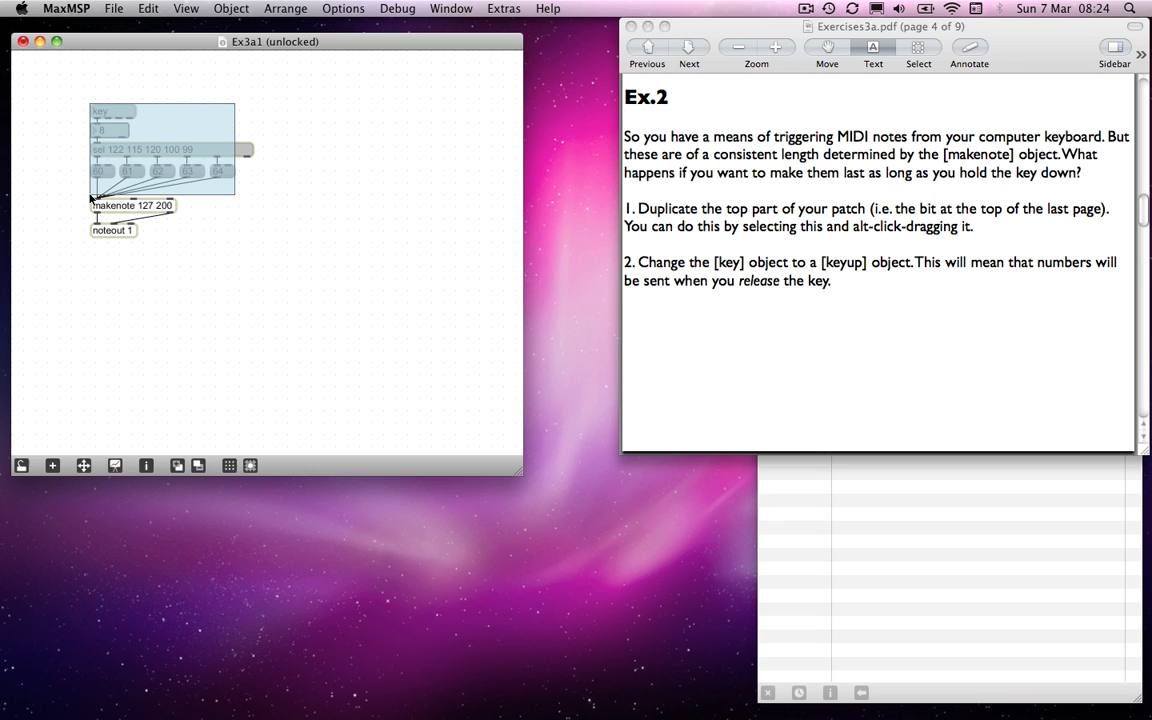 MaxMSP File Edit View Object Arrange Options Debug Window Extras Help Sun 7 Mar 08:24
Ex3a1 (unlocked)
key
8
sel 122 115 120 100 99
60 61 62 63 64
makenote 127 200
noteout 1
Exercises3a.pdf (page 4 of 9)
Previous Next Zoom Move Text Select Annotate Sidebar
Ex.2
So you have a means of triggering MIDI notes from your computer keyboard. But
these are of a consistent length determined by the [makenote] object. What
happens if you want to make them last as long as you hold the key down?
1. Duplicate the top part of your patch (i.e. the bit at the top of the last page).
You can do this by selecting this and alt-click-dragging it.
2. Change the [key] object to a [keyup] object. This will mean that numbers will
be sent when you release the key.